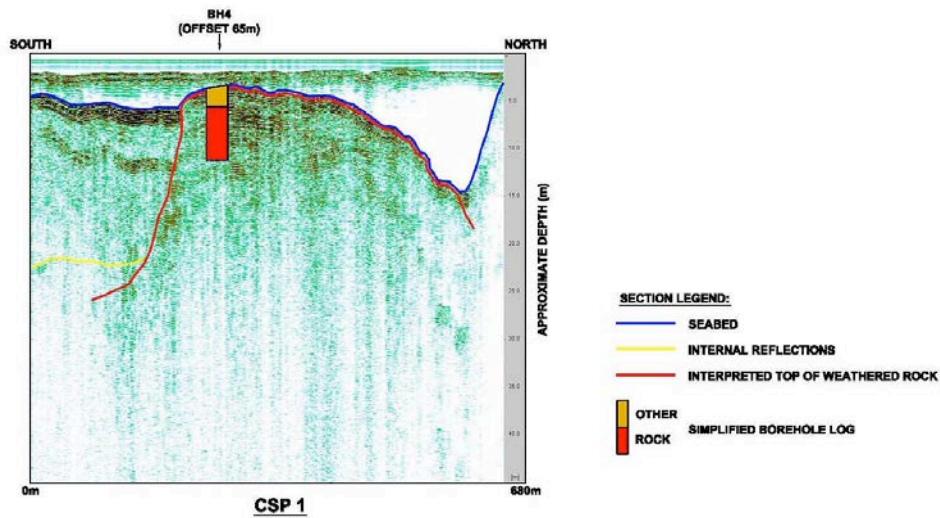 BH4
(OFFSET 65m)
SOUTH
NORTH
5.0
10.0
15.0
20.0
25.0
30.0
35.0
40.0
APPROXIMATE DEPTH (m)
0m
680m
CSP 1
SECTION LEGEND:
SEABED
INTERNAL REFLECTIONS
INTERPRETED TOP OF WEATHERED ROCK
OTHER
ROCK
SIMPLIFIED BOREHOLE LOG